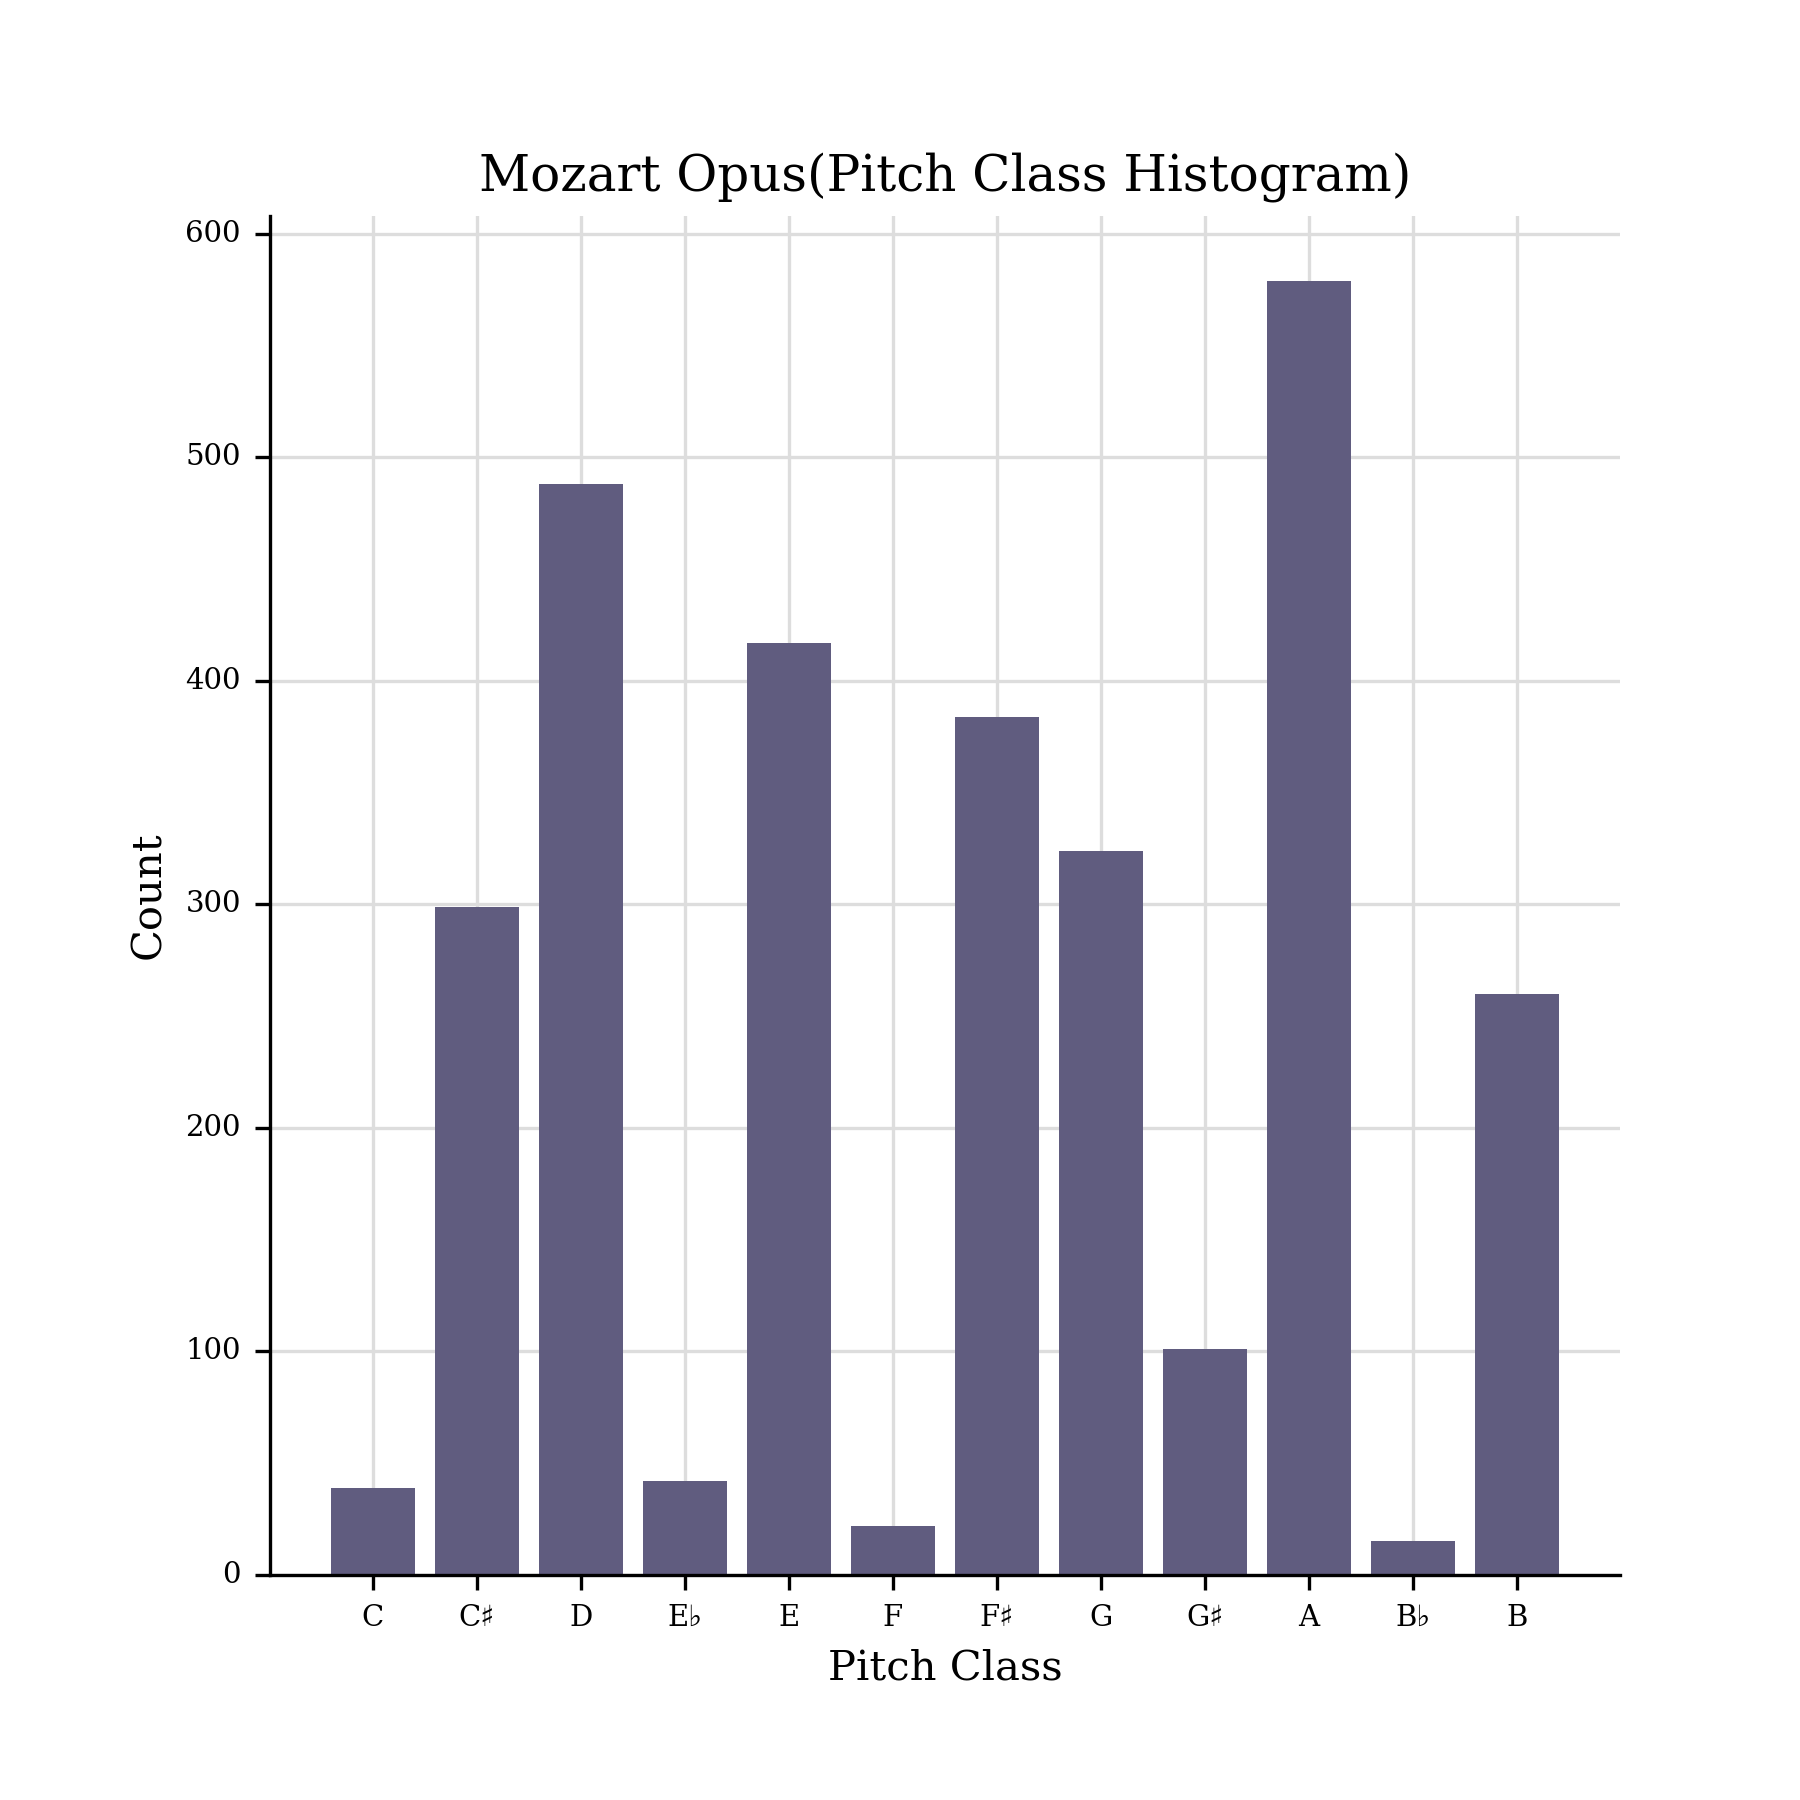 Mozart Opus(Pitch Class Histogram)
600
500
400
300
200
100
0
Count
C C♯ D E♭ E F F♯ G G♯ A B♭ B
Pitch Class